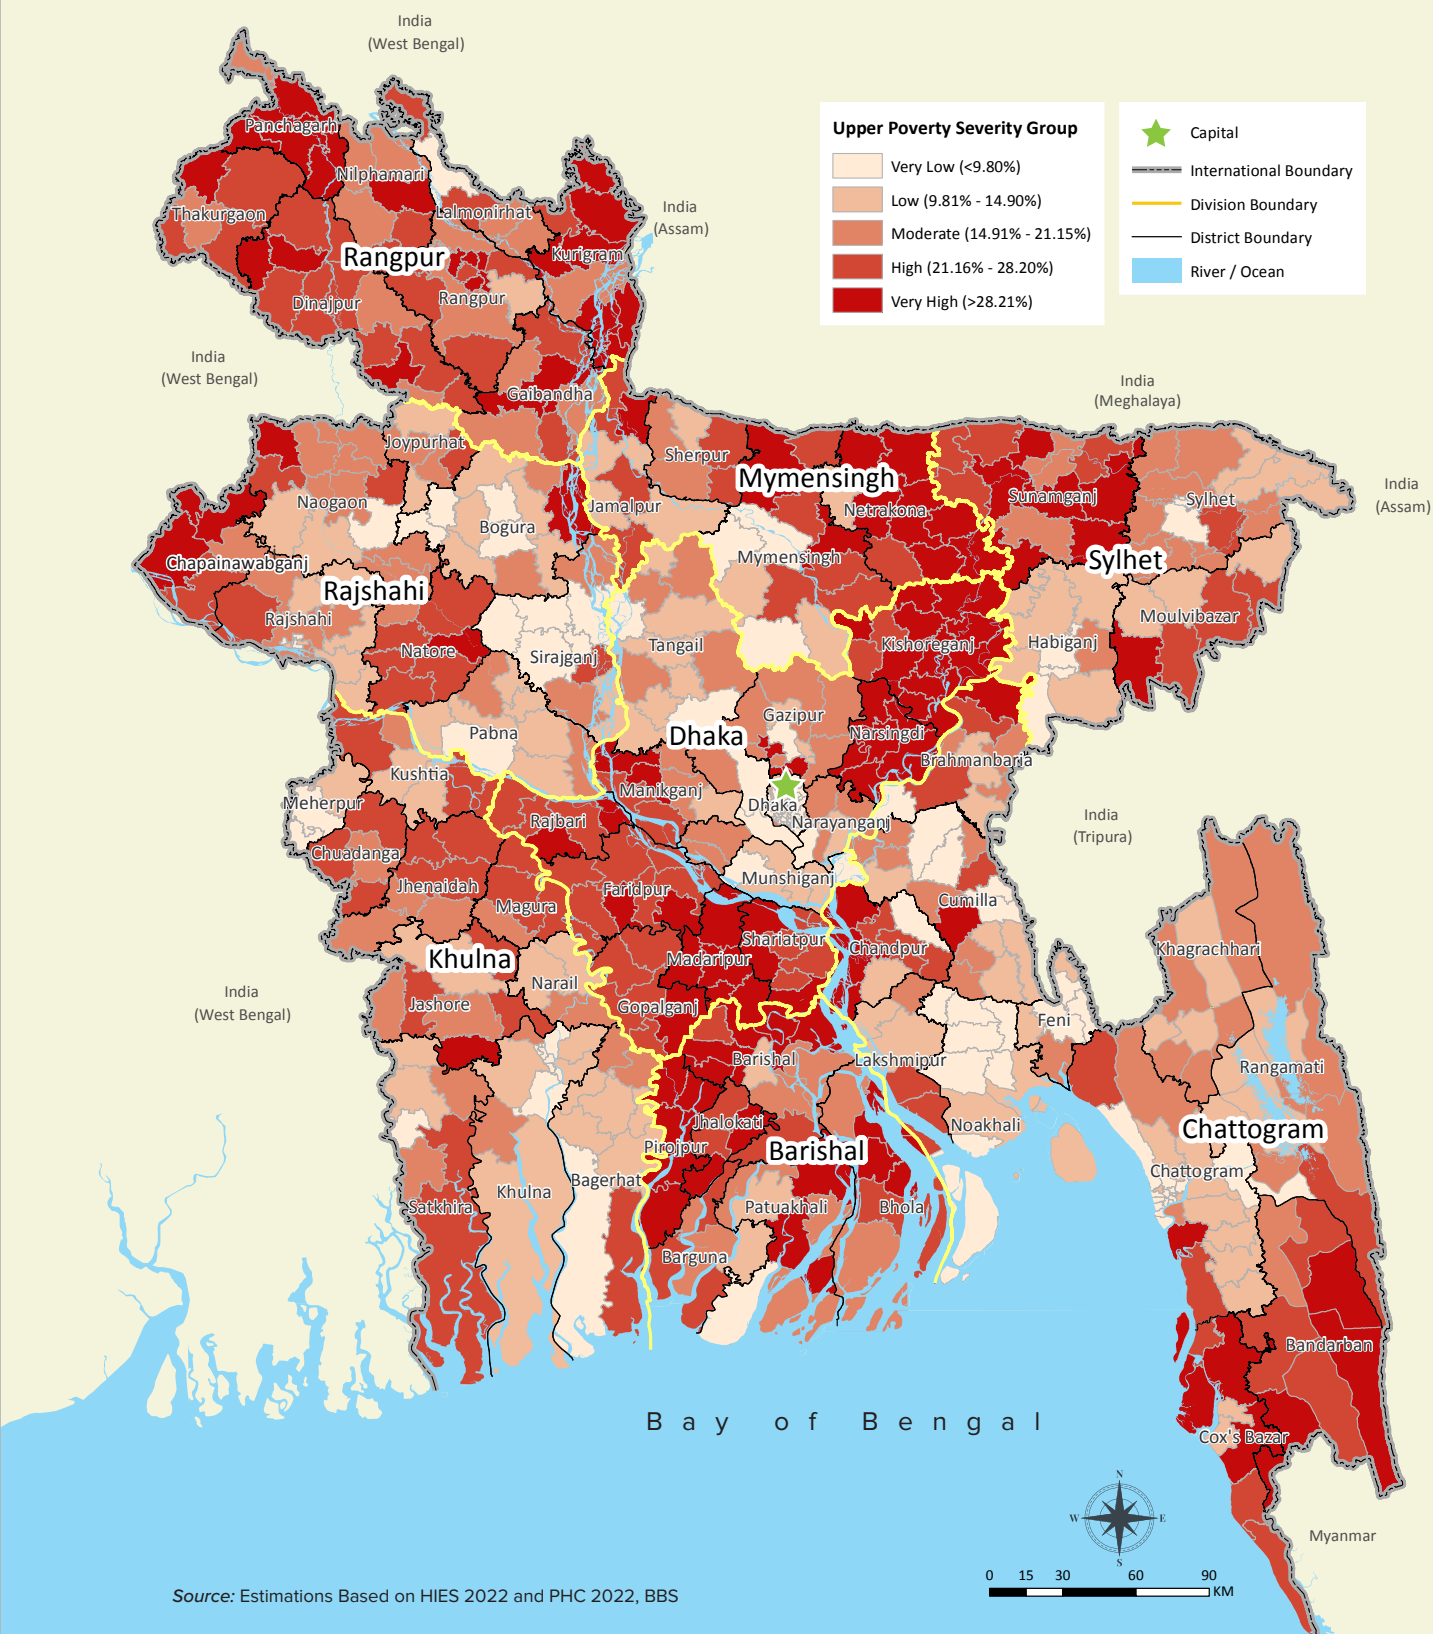 India
(West Bengal)
Upper Poverty Severity Group
Very Low (<9.80%)
Low (9.81% - 14.90%)
Moderate (14.91% - 21.15%)
High (21.16% - 28.20%)
Very High (>28.21%)
Capital
International Boundary
Division Boundary
District Boundary
River / Ocean
Panchagarh
Nilphamari
Thakurgaon
Lalmonirhat
India
(Assam)
Rangpur
Kurigram
Dinajpur
Rangpur
India
(West Bengal)
Gaibandha
India
(Meghalaya)
Joypurhat
Sherpur
Mymensingh
India
(Assam)
Naogaon
Bogura
Jamalpur
Netrakona
Sunamganj
Sylhet
Chapainawabganj
Mymensingh
Sylhet
Rajshahi
Rajshahi
Moulvibazar
Natore
Sirajganj
Tangail
Kishoreganj
Habiganj
Pabna
Dhaka
Gazipur
Narsingdi
Brahmanbaria
Kushtia
Manikganj
Meherpur
Dhaka
Narayanganj
Rajbari
India
(Tripura)
Chuadanga
Jhenaidah
Munshiganj
Faridpur
Magura
Cumilla
Khulna
Shariatpur
Madaripur
Chandpur
Khagrachhari
Narail
India
(West Bengal)
Jashore
Gopalganj
Feni
Barishal
Lakshmipur
Rangamati
Jhalokati
Noakhali
Chattogram
Pirojpur
Barishal
Chattogram
Bagerhat
Khulna
Satkhira
Patuakhali
Bhola
Barguna
Bandarban
Bay of Bengal
Cox's Bazar
N
W E
S
Myanmar
0 15 30 60 90
KM
Source: Estimations Based on HIES 2022 and PHC 2022, BBS